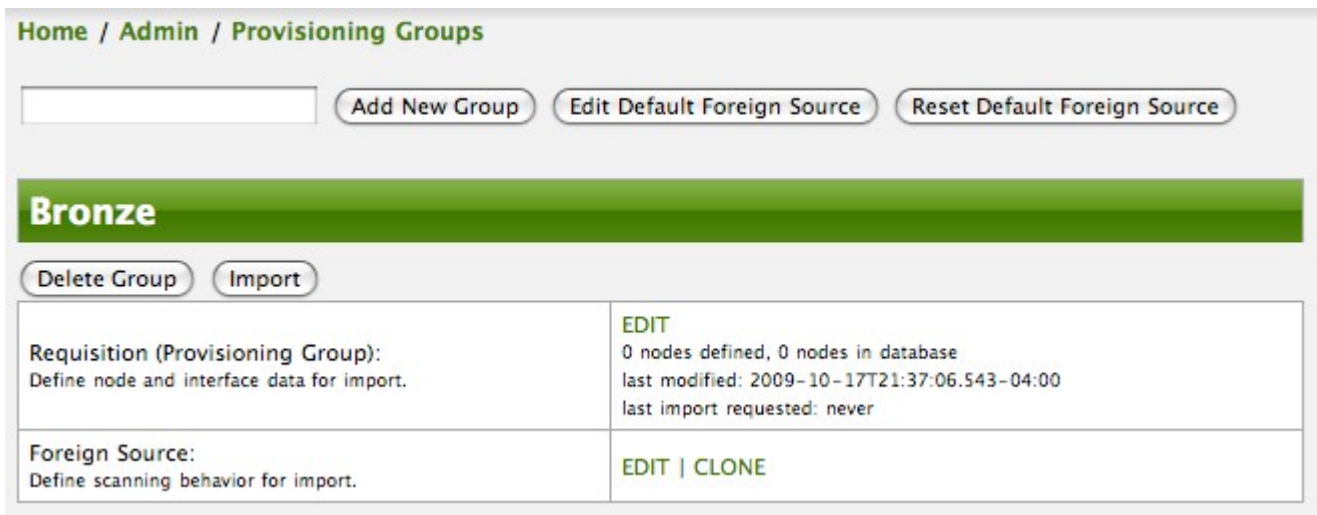 Home / Admin / Provisioning Groups
Add New Group Edit Default Foreign Source Reset Default Foreign Source
Bronze
Delete Group Import
Requisition (Provisioning Group):
Define node and interface data for import.
EDIT
0 nodes defined, 0 nodes in database
last modified: 2009-10-17T21:37:06.543-04:00
last import requested: never
Foreign Source:
Define scanning behavior for import.
EDIT | CLONE